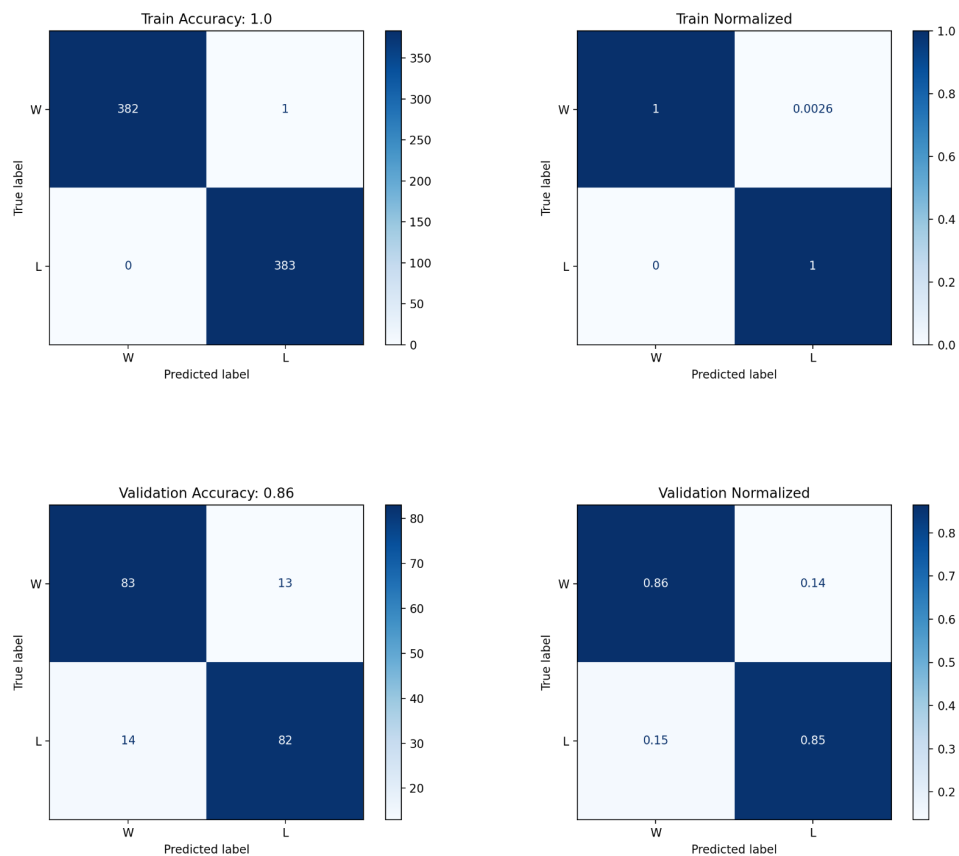 Train Accuracy: 1.0
W
L
True label
382
1
0
383
W
L
Predicted label
350
300
250
200
150
100
50
0
Train Normalized
W
L
True label
1
0.0026
0
1
W
L
Predicted label
1.0
0.8
0.6
0.4
0.2
0.0
Validation Accuracy: 0.86
W
L
True label
83
13
14
82
W
L
Predicted label
80
70
60
50
40
30
20
Validation Normalized
W
L
True label
0.86
0.14
0.15
0.85
W
L
Predicted label
0.8
0.7
0.6
0.5
0.4
0.3
0.2